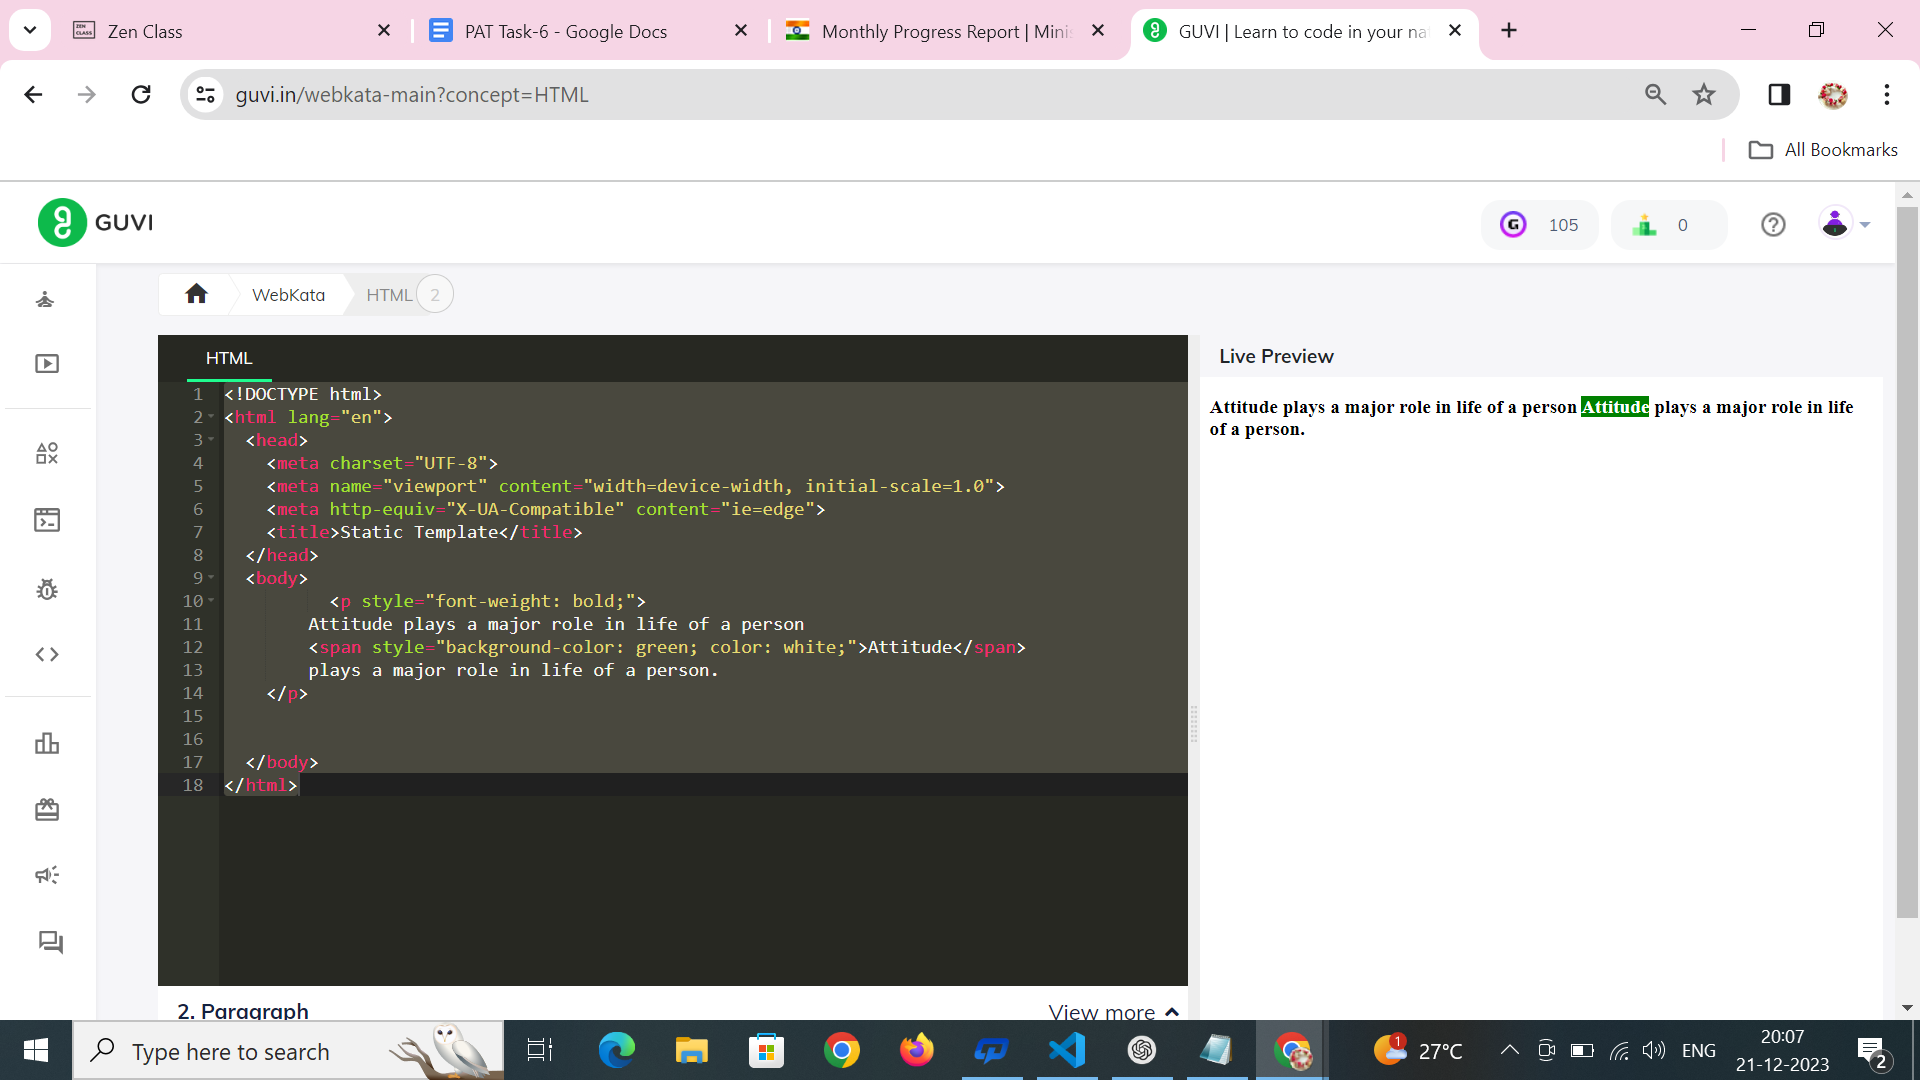 Zen Class
PAT Task-6 - Google Docs
Monthly Progress Report | Minis
GUVI | Learn to code in your nat
guvi.in/webkata-main?concept=HTML
All Bookmarks
GUVI
105
0
WebKata
HTML
2
HTML
Live Preview
1 <!DOCTYPE html>
2 <html lang="en">
3 <head>
4 <meta charset="UTF-8">
5 <meta name="viewport" content="width=device-width, initial-scale=1.0">
6 <meta http-equiv="X-UA-Compatible" content="ie=edge">
7 <title>Static Template</title>
8 </head>
9 <body>
10 <p style="font-weight: bold;">
11 Attitude plays a major role in life of a person
12 <span style="background-color: green; color: white;">Attitude</span>
13 plays a major role in life of a person.
14 </p>
15
16
17 </body>
18 </html>
Attitude plays a major role in life of a person Attitude plays a major role in life
of a person.
2. Paragraph
View more
Type here to search
1
27°C
ENG
20:07
21-12-2023
2